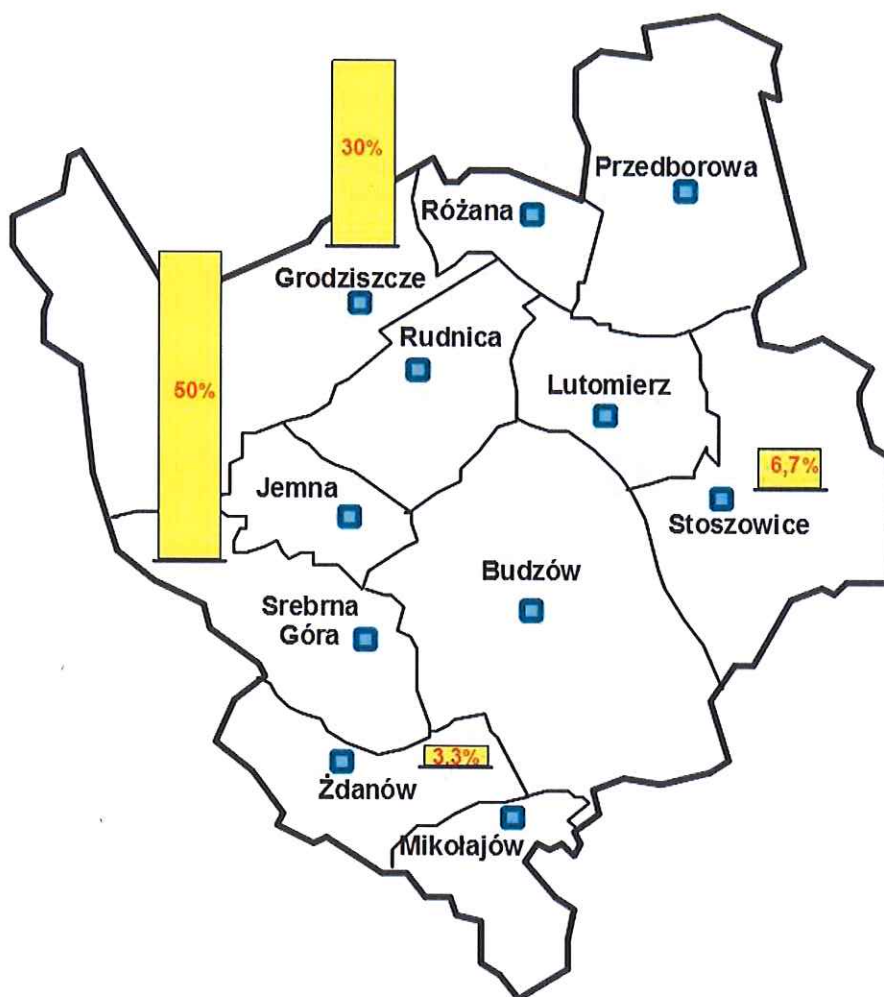 30%
Przedborowa
Różana
Grodziszcze
Rudnica
50%
Lutomierz
6,7%
Jemna
Stoszowice
Budzów
Srebrna
Góra
3,3%
Żdanów
Mikołajów